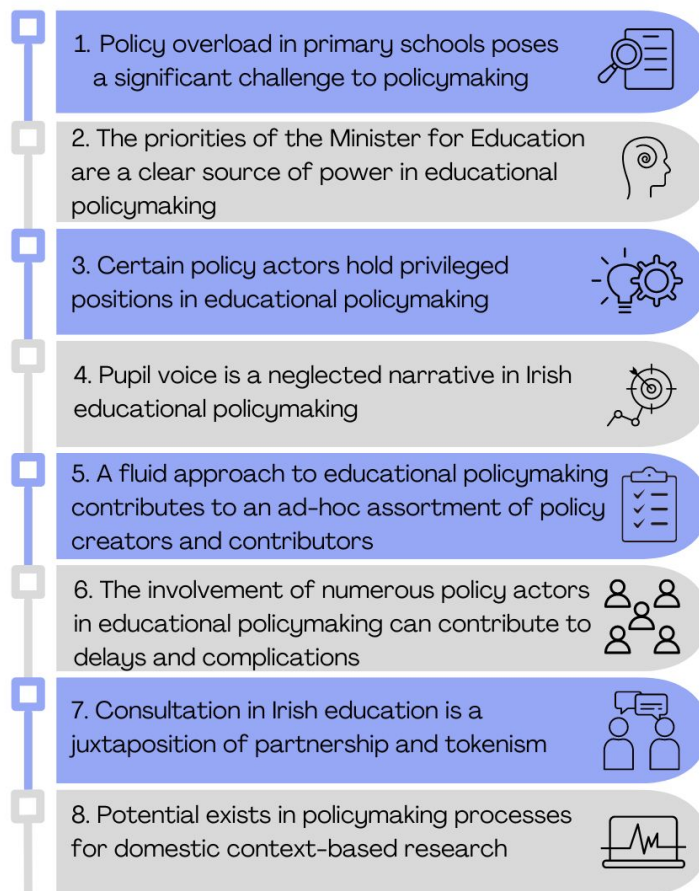 1. Policy overload in primary schools poses
a significant challenge to policymaking
2. The priorities of the Minister for Education
are a clear source of power in educational
policymaking
3. Certain policy actors hold privileged
positions in educational policymaking
4. Pupil voice is a neglected narrative in Irish
educational policymaking
5. A fluid approach to educational policymaking
contributes to an ad-hoc assortment of policy
creators and contributors
6. The involvement of numerous policy actors
in educational policymaking can contribute to
delays and complications
7. Consultation in Irish education is a
juxtaposition of partnership and tokenism
8. Potential exists in policymaking processes
for domestic context-based research